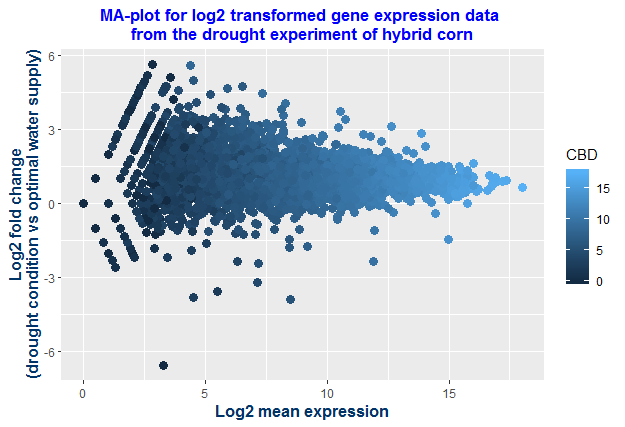 MA-plot for log2 transformed gene expression data
from the drought experiment of hybrid corn
Log2 fold change
(drought condition vs optimal water supply)
6
3
0
-3
-6
0
5
10
15
Log2 mean expression
CBD
15
10
5
0